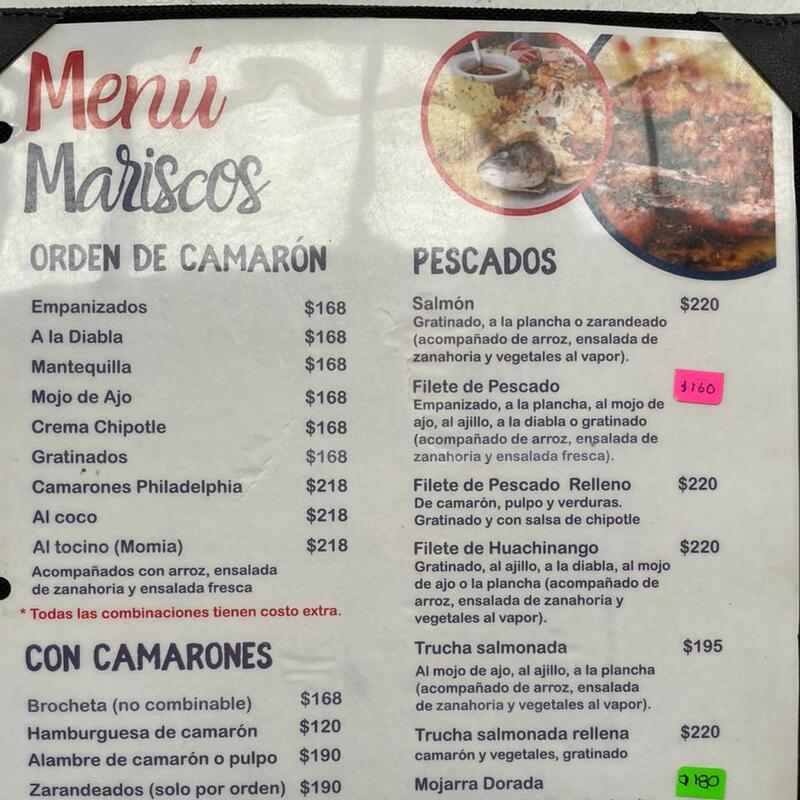 Menú
Mariscos
ORDEN DE CAMARÓN
Empanizados $168
A la Diabla $168
Mantequilla $168
Mojo de Ajo $168
Crema Chipotle $168
Gratinados $168
Camarones Philadelphia $218
Al coco $218
Al tocino (Momia) $218
Acompañados con arroz, ensalada
de zanahoria y ensalada fresca
* Todas las combinaciones tienen costo extra.
CON CAMARONES
Brocheta (no combinable) $168
Hamburguesa de camarón $120
Alambre de camarón o pulpo $190
Zarandeados (solo por orden) $190
PESCADOS
Salmón $220
Gratinado, a la plancha o zarandeado
(acompañado de arroz, ensalada de
zanahoria y vegetales al vapor).
Filete de Pescado $160
Empanizado, a la plancha, al mojo de
ajo, al ajillo, a la diabla o gratinado
(acompañado de arroz, ensalada de
zanahoria y ensalada fresca).
Filete de Pescado Relleno $220
De camarón, pulpo y verduras.
Gratinado y con salsa de chipotle
Filete de Huachinango $220
Gratinado, al ajillo, a la diabla, al mojo
de ajo o la plancha (acompañado de
arroz, ensalada de zanahoria y
vegetales al vapor).
Trucha salmonada $195
Al mojo de ajo, al ajillo, a la plancha
(acompañado de arroz, ensalada
de zanahoria y vegetales al vapor).
Trucha salmonada rellena $220
camarón y vegetales, gratinado
Mojarra Dorada $180